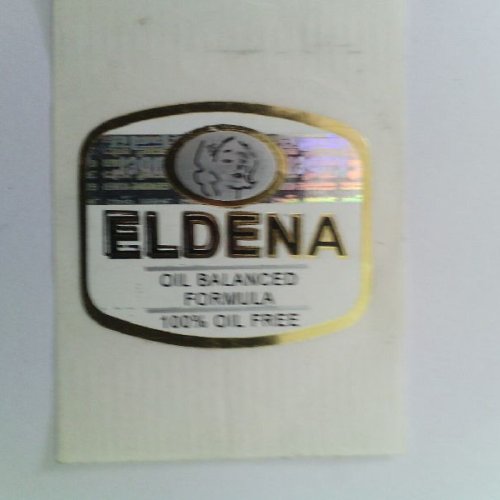 ELDENA
OIL BALANCED
FORMULA
100% OIL FREE